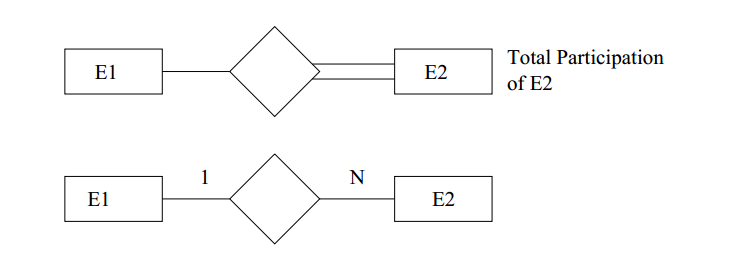 E1
E2
Total Participation
of E2
1
N
E1
E2